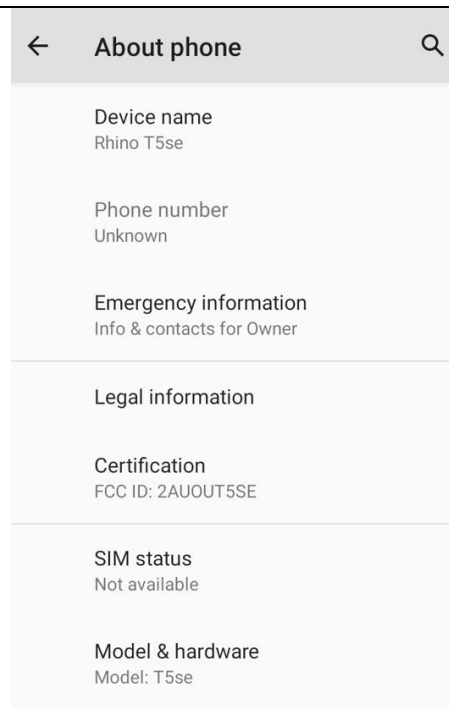 About phone
Device name
Rhino T5se
Phone number
Unknown
Emergency information
Info & contacts for Owner
Legal information
Certification
FCC ID: 2AUOUT5SE
SIM status
Not available
Model & hardware
Model: T5se